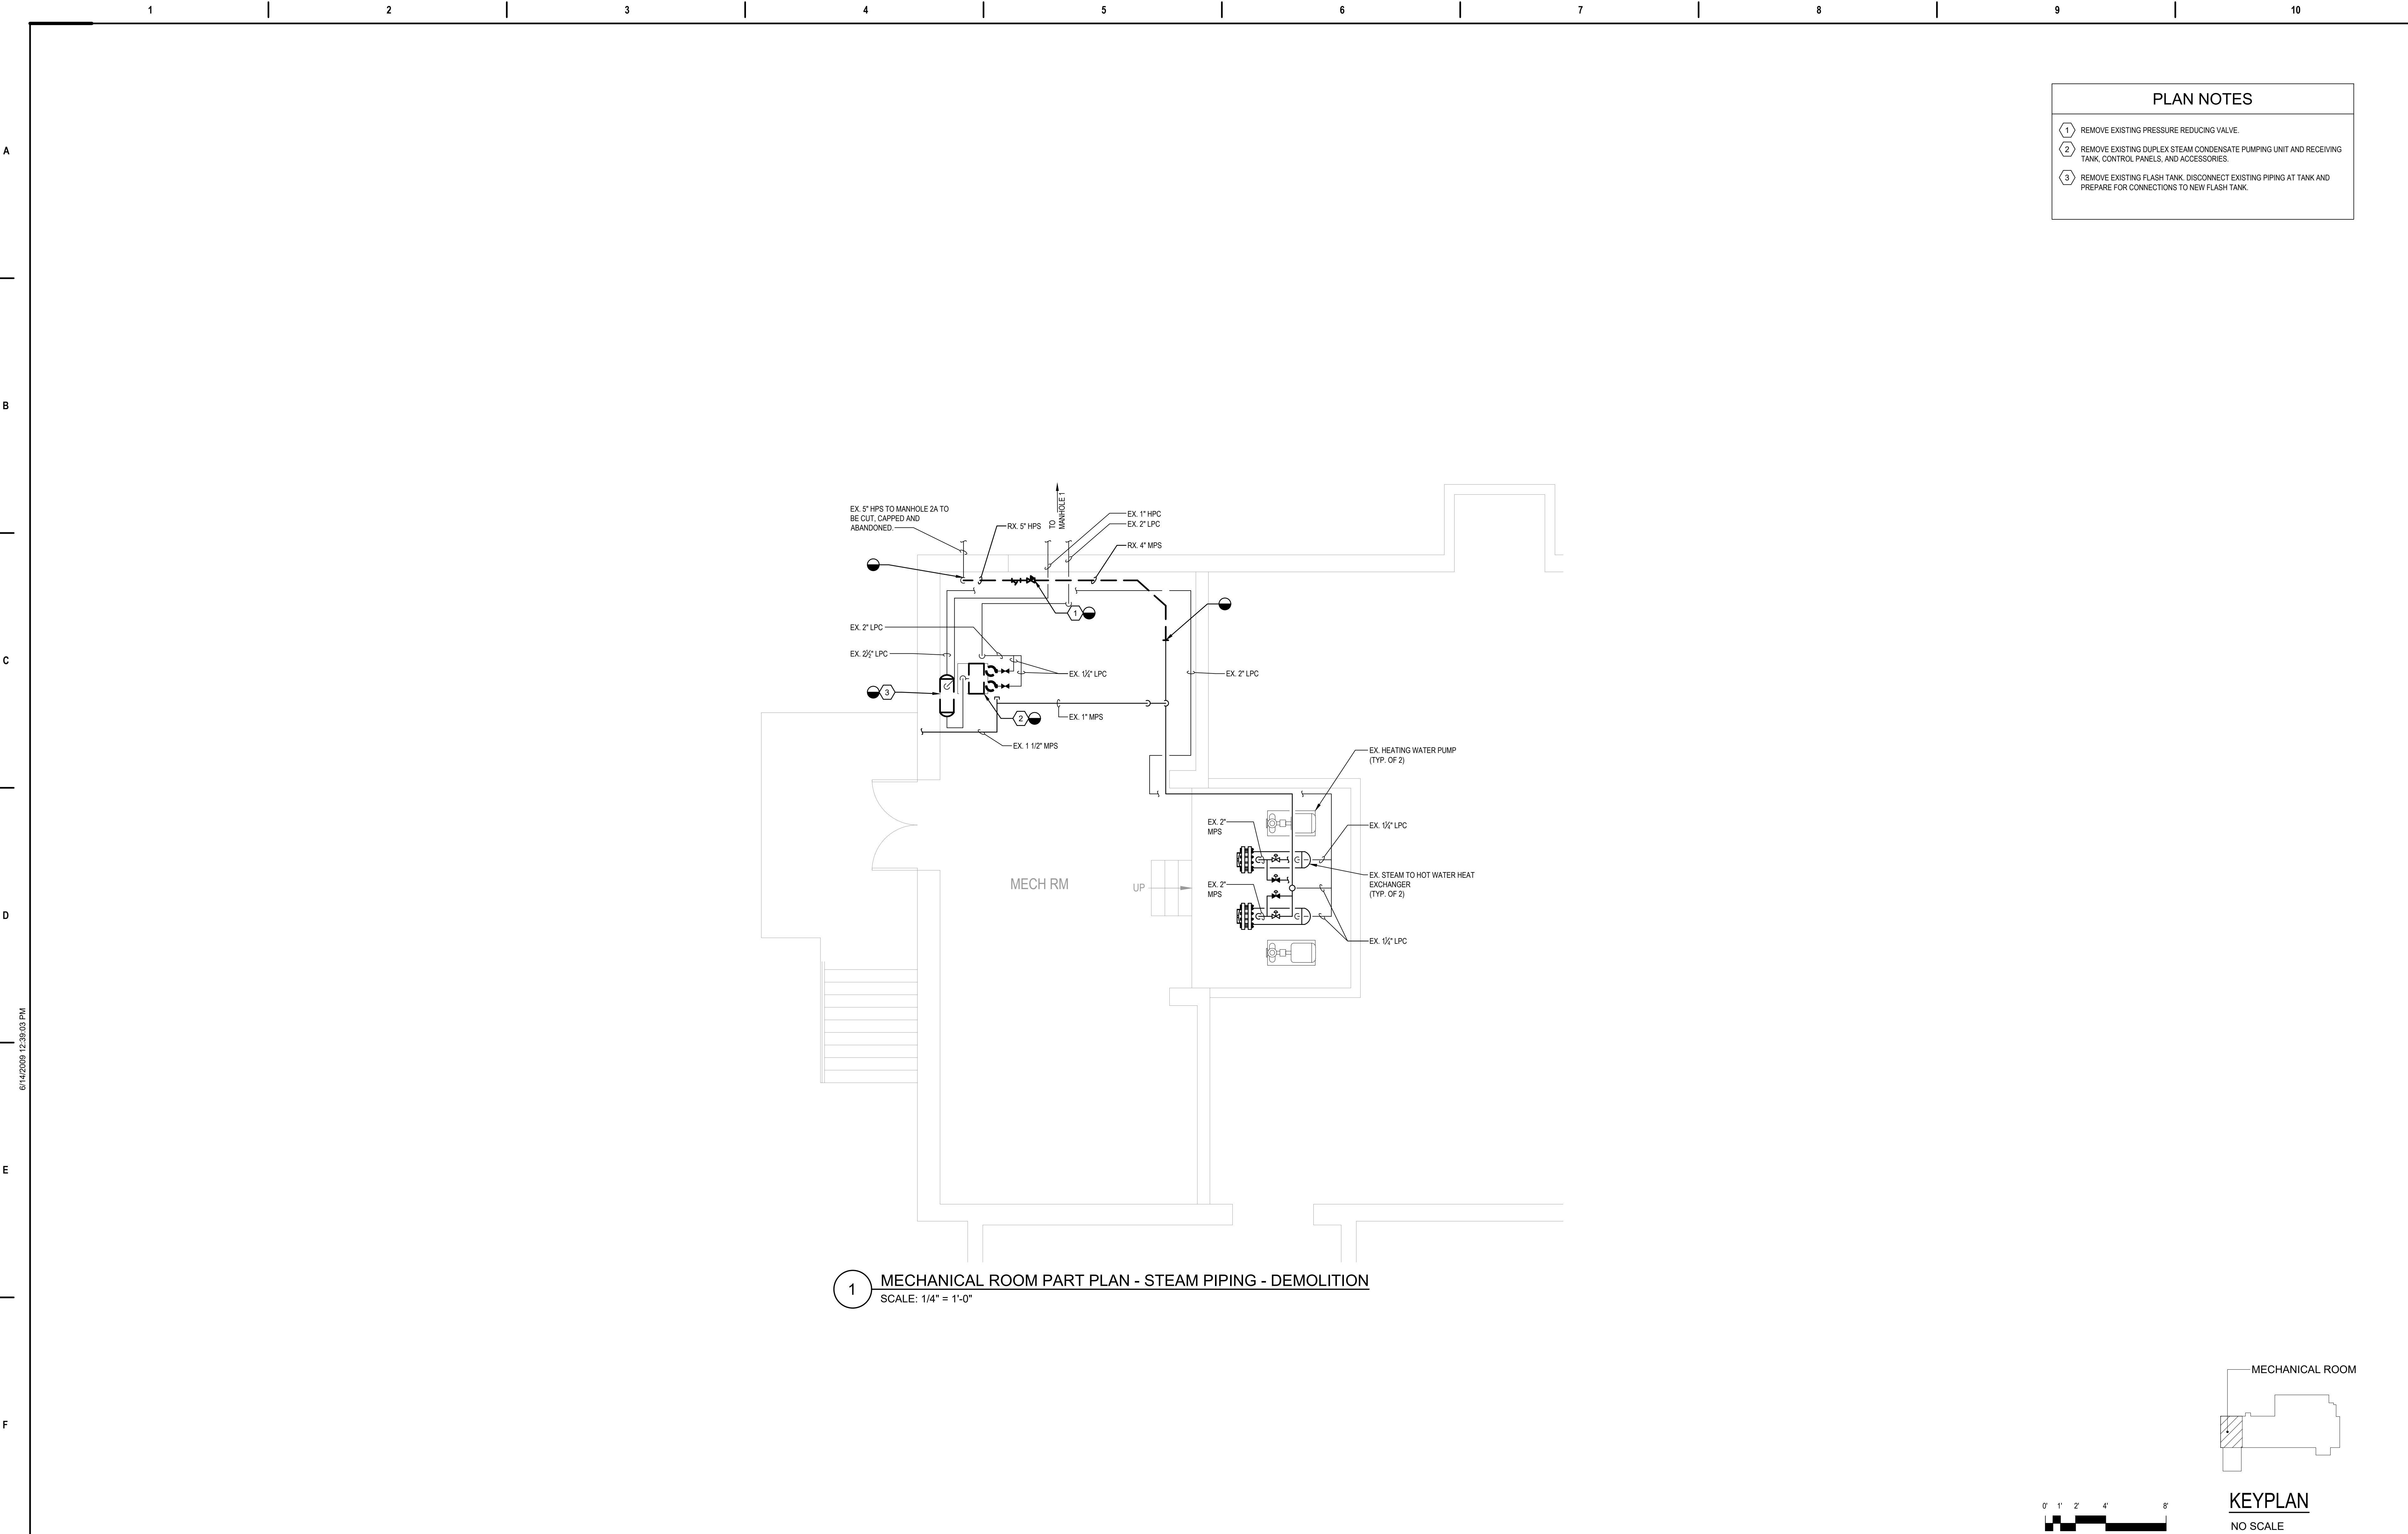 1 2 3 4 5 6 7 8 9 10
A
B
C
D
E
F
6/14/2009 12:39:03 PM
PLAN NOTES
1 REMOVE EXISTING PRESSURE REDUCING VALVE.
2 REMOVE EXISTING DUPLEX STEAM CONDENSATE PUMPING UNIT AND RECEIVING
TANK, CONTROL PANELS, AND ACCESSORIES.
3 REMOVE EXISTING FLASH TANK. DISCONNECT EXISTING PIPING AT TANK AND
PREPARE FOR CONNECTIONS TO NEW FLASH TANK.
EX. 5" HPS TO MANHOLE 2A TO
BE CUT, CAPPED AND
ABANDONED.
RX. 5" HPS
TO
MANHOLE 1
EX. 1" HPC
EX. 2" LPC
RX. 4" MPS
1
EX. 2" LPC
EX. 2½" LPC
EX. 1¼" LPC
EX. 2" LPC
3
2
EX. 1" MPS
EX. 1 1/2" MPS
EX. HEATING WATER PUMP
(TYP. OF 2)
EX. 2"
MPS
EX. 1¼" LPC
MECH RM
UP
EX. 2"
MPS
EX. STEAM TO HOT WATER HEAT
EXCHANGER
(TYP. OF 2)
EX. 1¼" LPC
1
MECHANICAL ROOM PART PLAN - STEAM PIPING - DEMOLITION
SCALE: 1/4" = 1'-0"
MECHANICAL ROOM
KEYPLAN
NO SCALE
0' 1' 2' 4' 8'